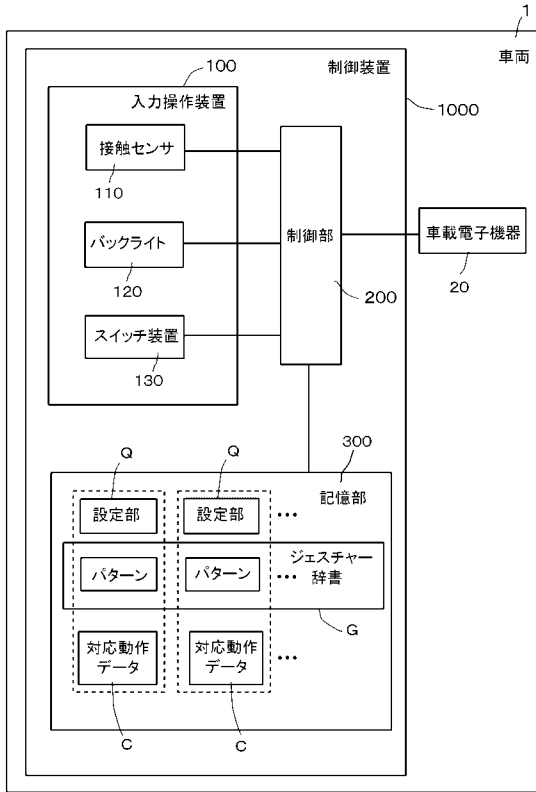 1
車両
制御装置
1000
100
入力操作装置
接触センサ
110
バックライト
120
スイッチ装置
130
制御部
200
車載電子機器
20
300
記憶部
Q
Q
設定部
設定部
•••
ジェスチャー
辞書
パターン
パターン
•••
G
対応動作
データ
対応動作
データ
•••
C
C